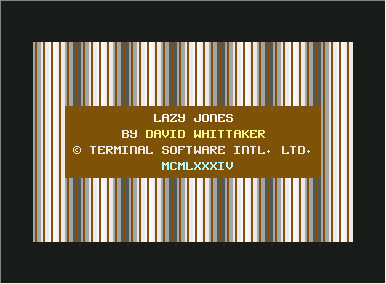 LAZY JONES
BY DAVID WHITTAKER
© TERMINAL SOFTWARE INTL. LTD.
MCMLXXXIV